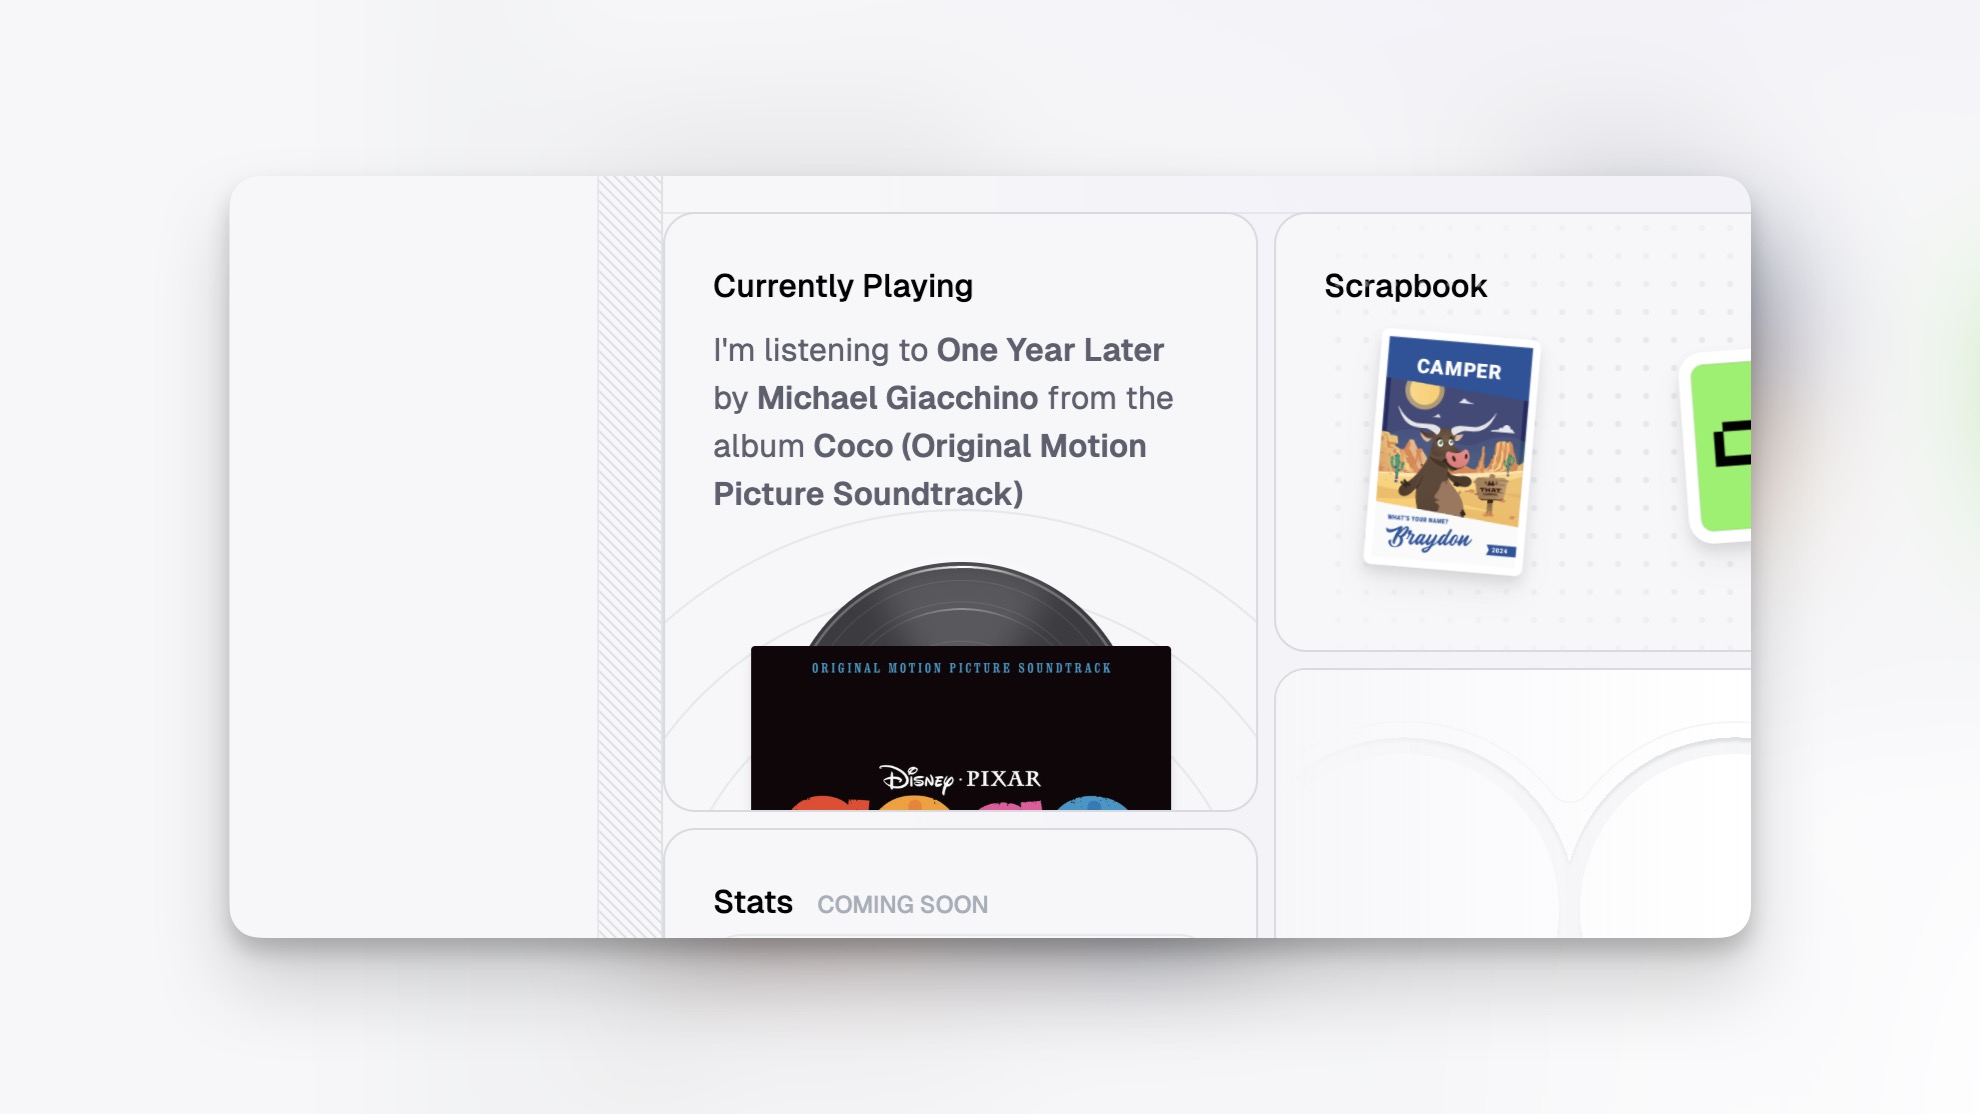 Currently Playing
I'm listening to One Year Later
by Michael Giacchino from the
album Coco (Original Motion
Picture Soundtrack)
ORIGINAL MOTION PICTURE SOUNDTRACK
Disney · PIXAR
Stats COMING SOON
Scrapbook
CAMPER
THAT
WHAT'S YOUR NAME?
Braydon
2024